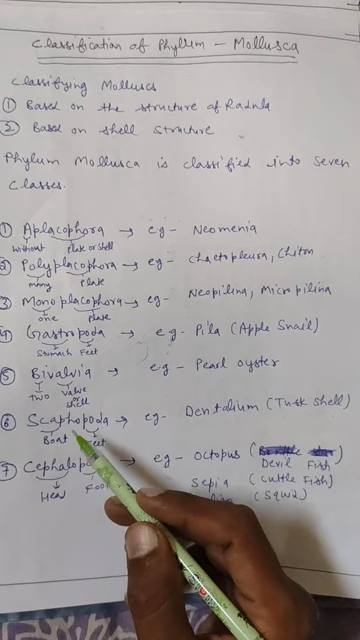 Classification of Phylum - Mollusca
Classifying Molluscs
① Based on the structure of Radula
② Based on shell structure
Phylum Mollusca is classified into seven
classes.
① Aplacophora → eg - Neomenia
without Plate or shell
② Polyplacophora → eg - Chaetopleura, Chiton
many Plate
③ Monoplacophora → eg - Neopilina, Micropilina
one Plate
④ Gastropoda → eg - Pila (Apple Snail)
Stomach Feet
⑤ Bivalvia → eg - Pearl oyster
Two valve
or
shell
⑥ Scaphopoda → eg - Dentalium (Tusk Shell)
Boat Feet
⑦ Cephalop → eg - Octopus (
Devil Fish
Hea Foo Sepia (Cuttle Fish)
(Squid)